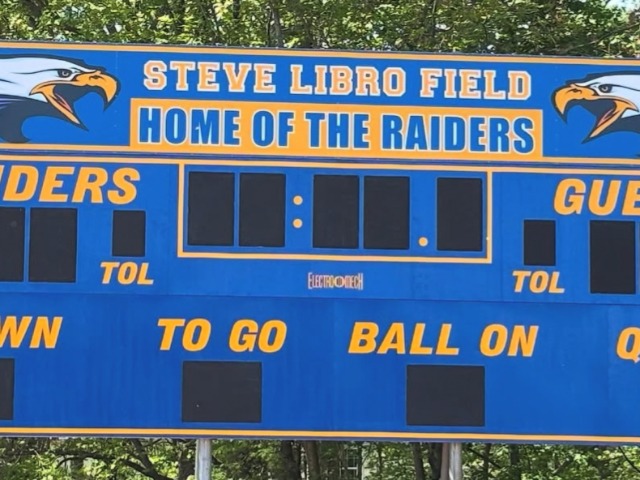 STEVE LIBRO FIELD
HOME OF THE RAIDERS
IDERS GUE
TOL ELECTRO-MECH TOL
WN TO GO BALL ON Q